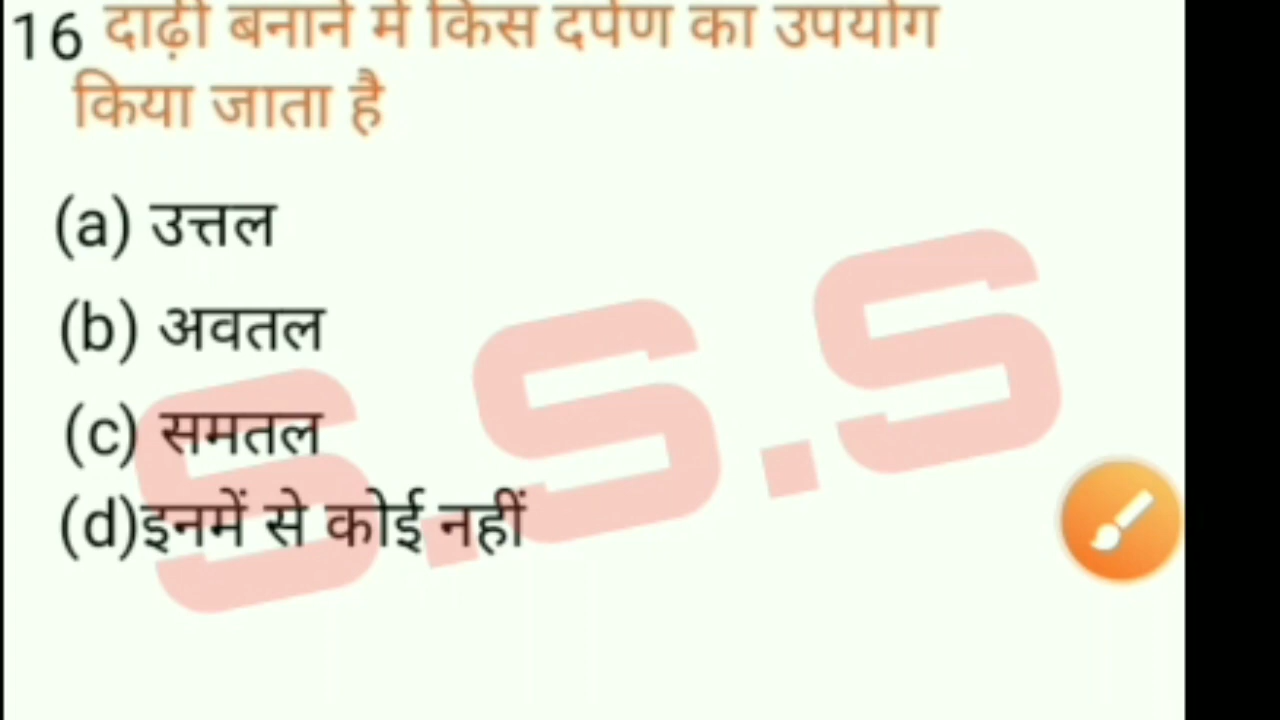 16 दाढ़ी बनाने में किस दर्पण का उपयोग
किया जाता है
(a) उत्तल
(b) अवतल
(c) समतल
(d)इनमें से कोई नहीं
S.S.S